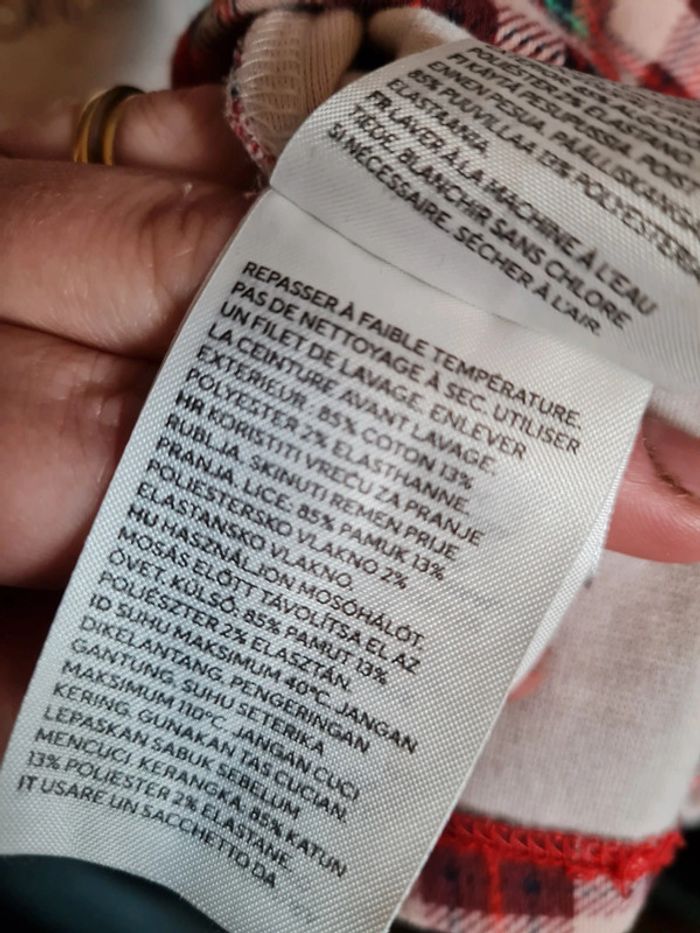 POLIESTER 2% ELASTAANI
FI KÄYTÄ PESUPUSSIA. POISTA
ENNEN PESUA. PÄÄLLISKANGAS
85% PUUVILLAA 13% POLYESTERIÄ
ELASTAANIA.
FR LAVER À LA MACHINE À L'EAU
TIÈDE. BLANCHIR SANS CHLORE
SI NÉCESSAIRE. SÉCHER À L'AIR.
REPASSER À FAIBLE TEMPÉRATURE.
PAS DE NETTOYAGE À SEC. UTILISER
UN FILET DE LAVAGE. ENLEVER
LA CEINTURE AVANT LAVAGE.
EXTÉRIEUR : 85% COTON 13%
POLYESTER 2% ELASTHANNE.
HR KORISTITI VREĆU ZA PRANJE
RUBLJA. SKINUTI REMEN PRIJE
PRANJA. LICE: 85% PAMUK 13%
POLIESTERSKO VLAKNO 2%
ELASTANSKO VLAKNO.
HU HASZNÁLJON MOSÓHÁLÓT.
MOSÁS ELŐTT TÁVOLÍTSA EL AZ
ÖVET. KÜLSŐ: 85% PAMUT 13%
POLIÉSZTER 2% ELASZTÁN.
ID SUHU MAKSIMUM 40°C. JANGAN
DIKELANTANG. PENGERINGAN
GANTUNG. SUHU SETERIKA
MAKSIMUM 110°C. JANGAN CUCI
KERING. GUNAKAN TAS CUCIAN.
LEPASKAN SABUK SEBELUM
MENCUCI. KERANGKA: 85% KATUN
13% POLIESTER 2% ELASTANE.
IT USARE UN SACCHETTO DA